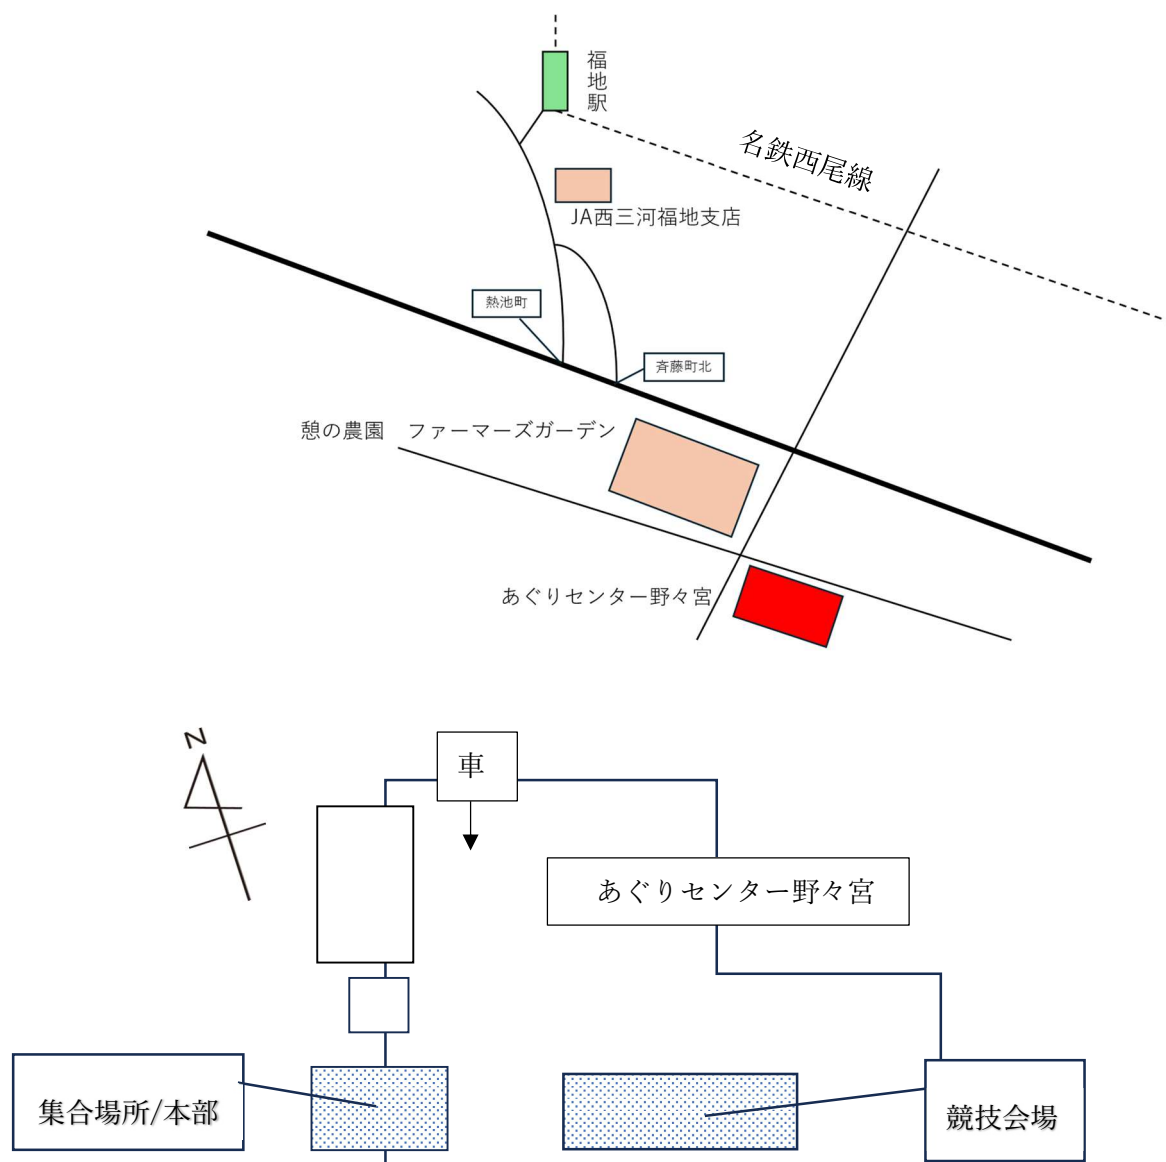 福地駅
名鉄西尾線
JA西三河福地支店
熱池町
斉藤町北
憩の農園　ファーマーズガーデン
あぐりセンター野々宮
N
車
あぐりセンター野々宮
集合場所/本部
競技会場